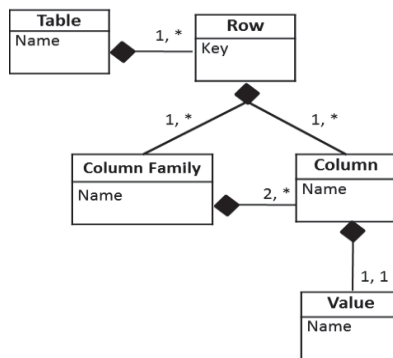 Table
Name
1, *
Row
Key
1, *
1, *
Column Family
Name
2, *
Column
Name
1, 1
Value
Name